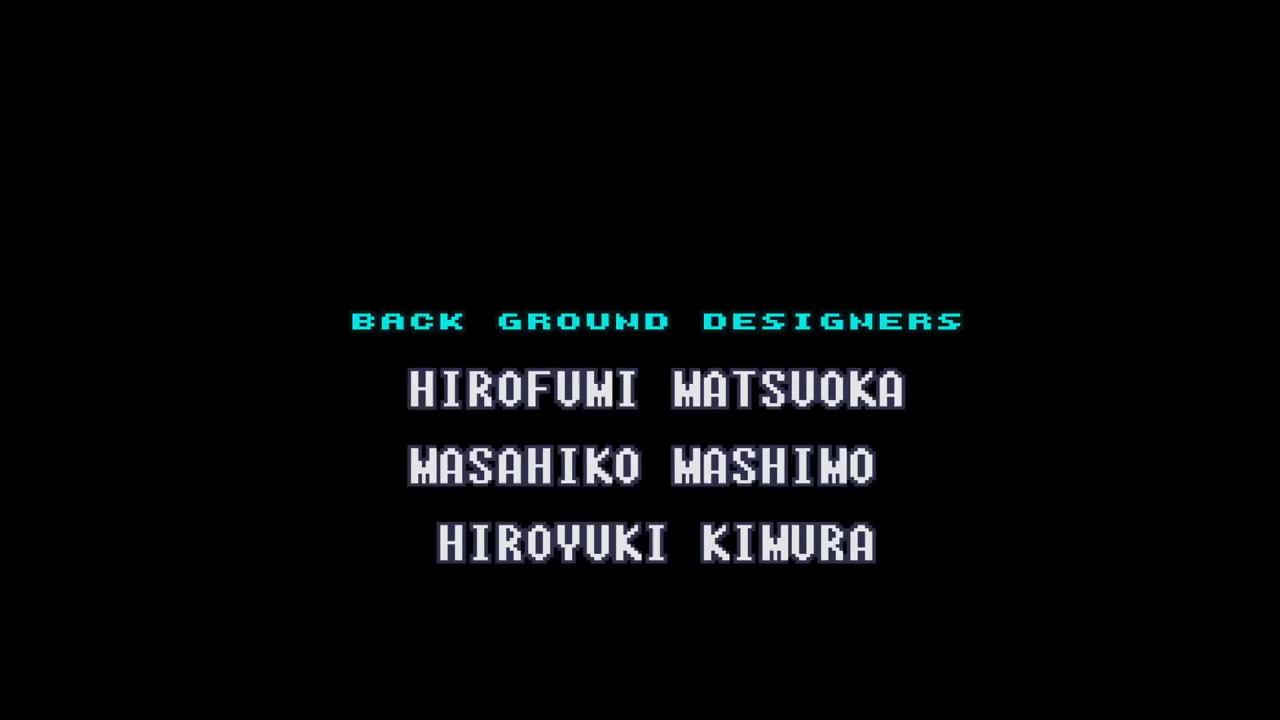 BACK GROUND DESIGNERS
HIROFUMI MATSUOKA
MASAHIKO MASHIMO
HIROYUKI KIMURA